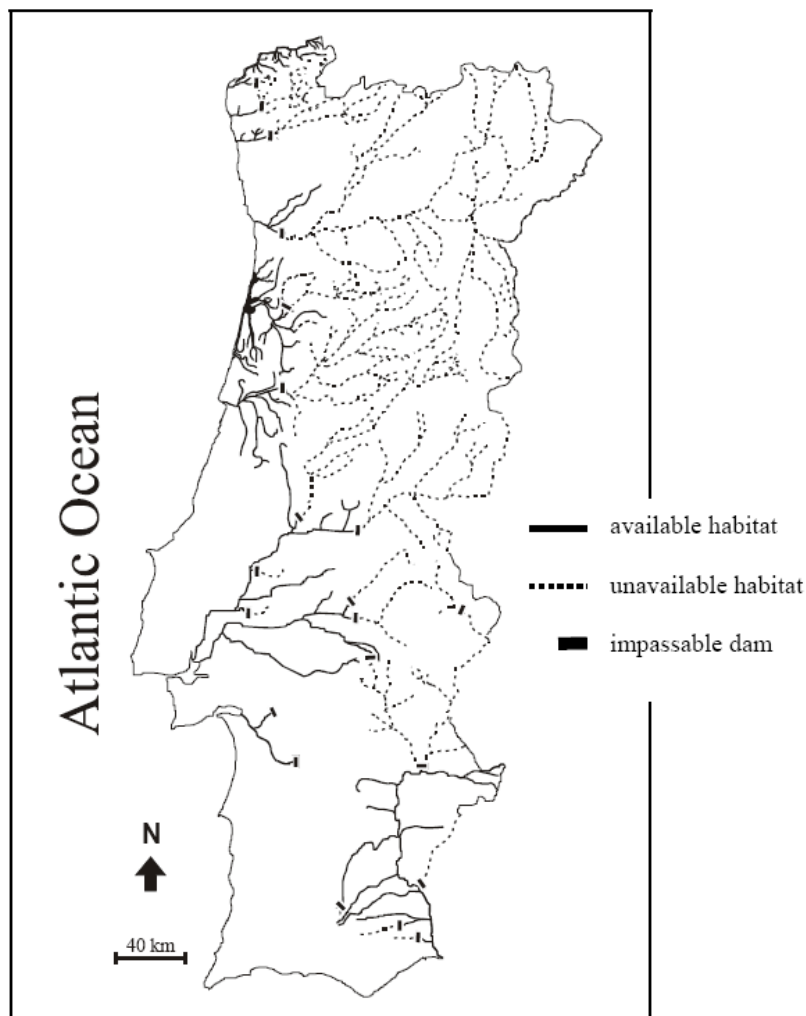 Atlantic Ocean
available habitat
unavailable habitat
impassable dam
N
40 km